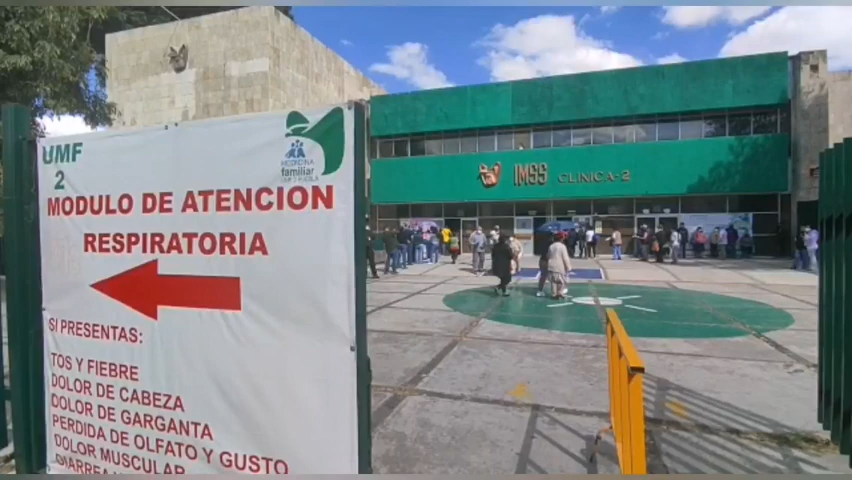 UMF
2
MEDICINA
familiar
MODULO DE ATENCION
RESPIRATORIA
SI PRESENTAS:
TOS Y FIEBRE
DOLOR DE CABEZA
DOLOR DE GARGANTA
PERDIDA DE OLFATO Y GUSTO
DOLOR MUSCULAR
DIARREA
IMSS CLINICA-2